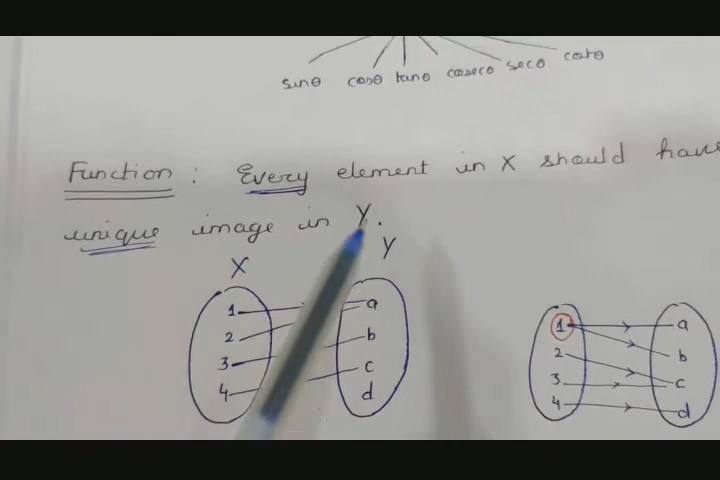 sinθ cosθ tanθ cosecθ secθ cotθ
Function : Every element in X should have
unique image in Y.
X Y
1 a
2 b
3 c
4 d
1 a
2 b
3 c
4 d